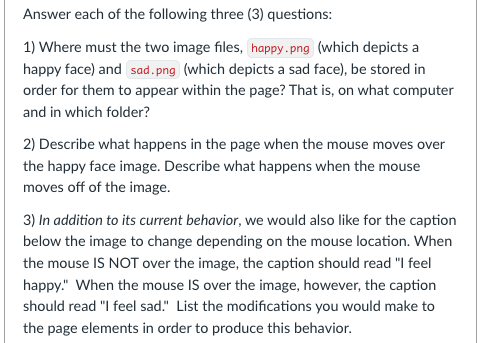 Answer each of the following three (3) questions:
1) Where must the two image files, happy.png (which depicts a
happy face) and sad.png (which depicts a sad face), be stored in
order for them to appear within the page? That is, on what computer
and in which folder?
2) Describe what happens in the page when the mouse moves over
the happy face image. Describe what happens when the mouse
moves off of the image.
3) In addition to its current behavior, we would also like for the caption
below the image to change depending on the mouse location. When
the mouse IS NOT over the image, the caption should read "I feel
happy." When the mouse IS over the image, however, the caption
should read "I feel sad." List the modifications you would make to
the page elements in order to produce this behavior.